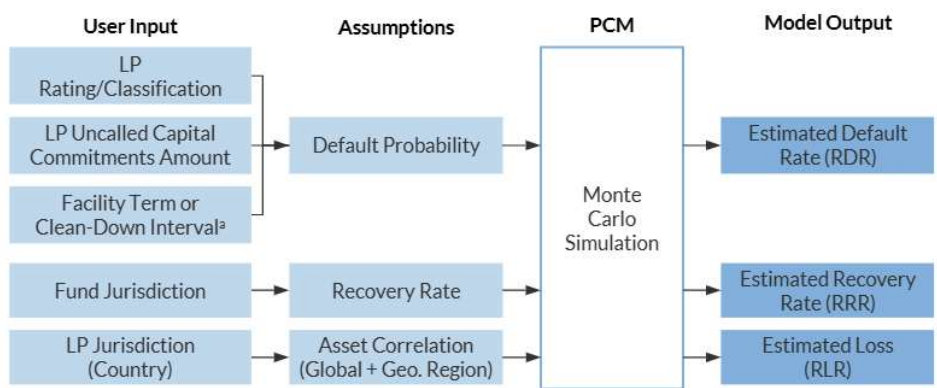 User Input
Assumptions
PCM
Model Output
LP
Rating/Classification
LP Uncalled Capital
Commitments Amount
Default Probability
Estimated Default
Rate (RDR)
Facility Term or
Clean-Down Intervalᵃ
Monte
Carlo
Simulation
Fund Jurisdiction
Recovery Rate
Estimated Recovery
Rate (RRR)
LP Jurisdiction
(Country)
Asset Correlation
(Global + Geo. Region)
Estimated Loss
(RLR)